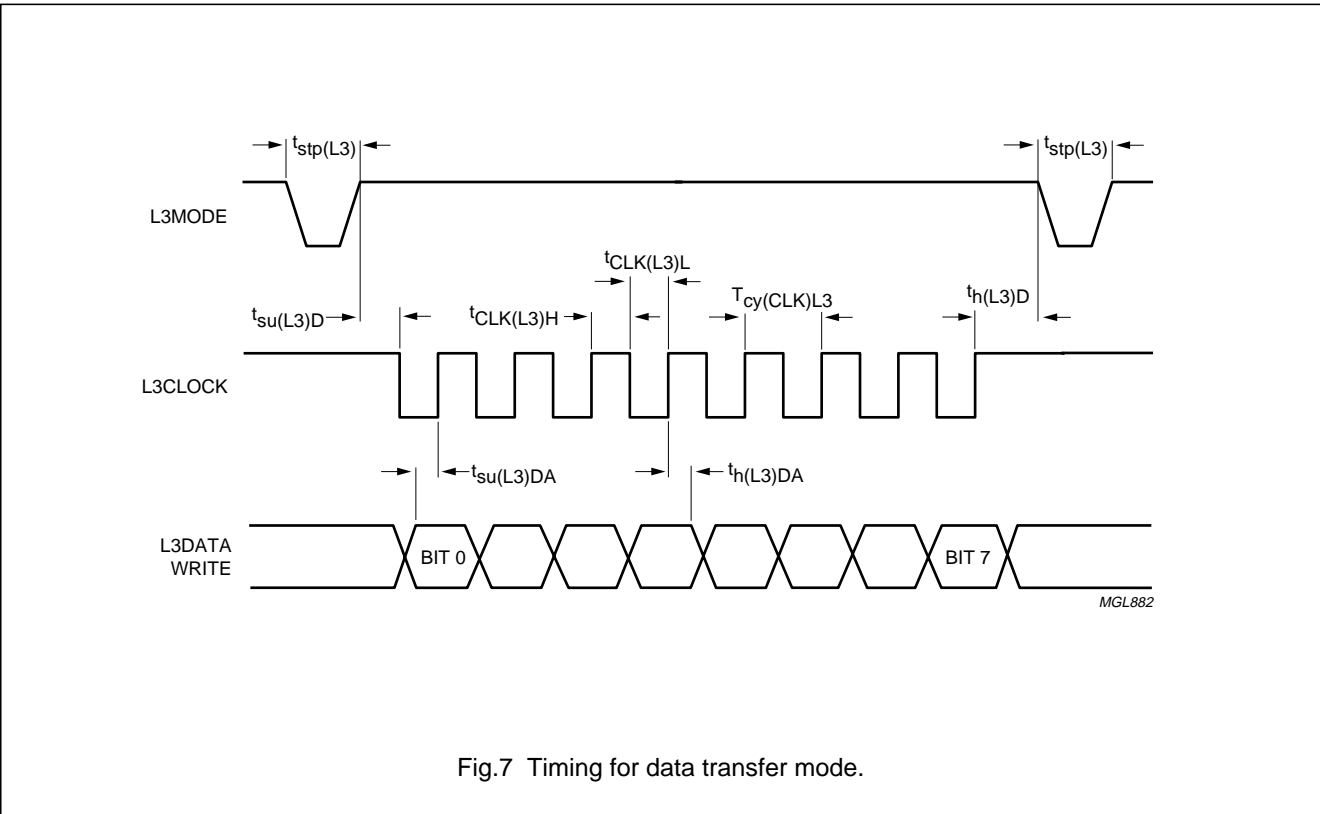 tstp(L3) tstp(L3)
L3MODE
tCLK(L3)L
tsu(L3)D tCLK(L3)H Tcy(CLK)L3 th(L3)D
L3CLOCK
tsu(L3)DA th(L3)DA
L3DATA
WRITE
BIT 0 BIT 7
MGL882
Fig.7 Timing for data transfer mode.